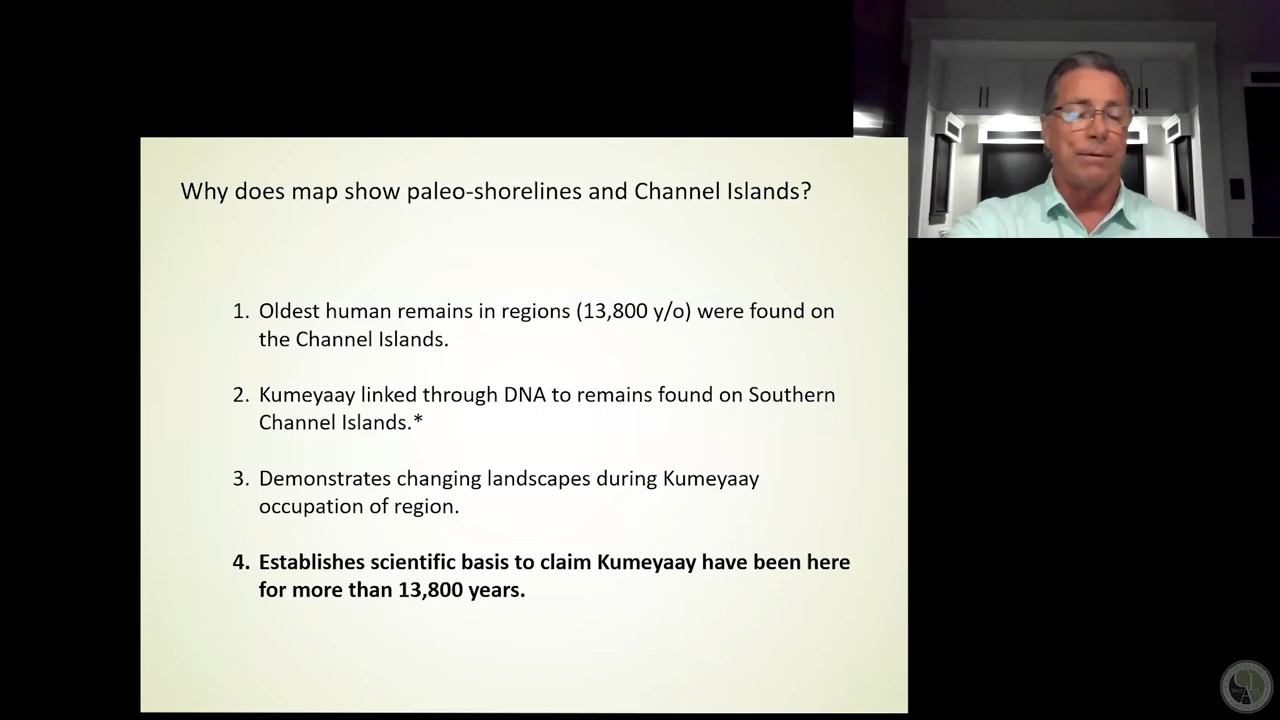 Why does map show paleo-shorelines and Channel Islands?
1. Oldest human remains in regions (13,800 y/o) were found on
the Channel Islands.
2. Kumeyaay linked through DNA to remains found on Southern
Channel Islands.*
3. Demonstrates changing landscapes during Kumeyaay
occupation of region.
4. Establishes scientific basis to claim Kumeyaay have been here
for more than 13,800 years.